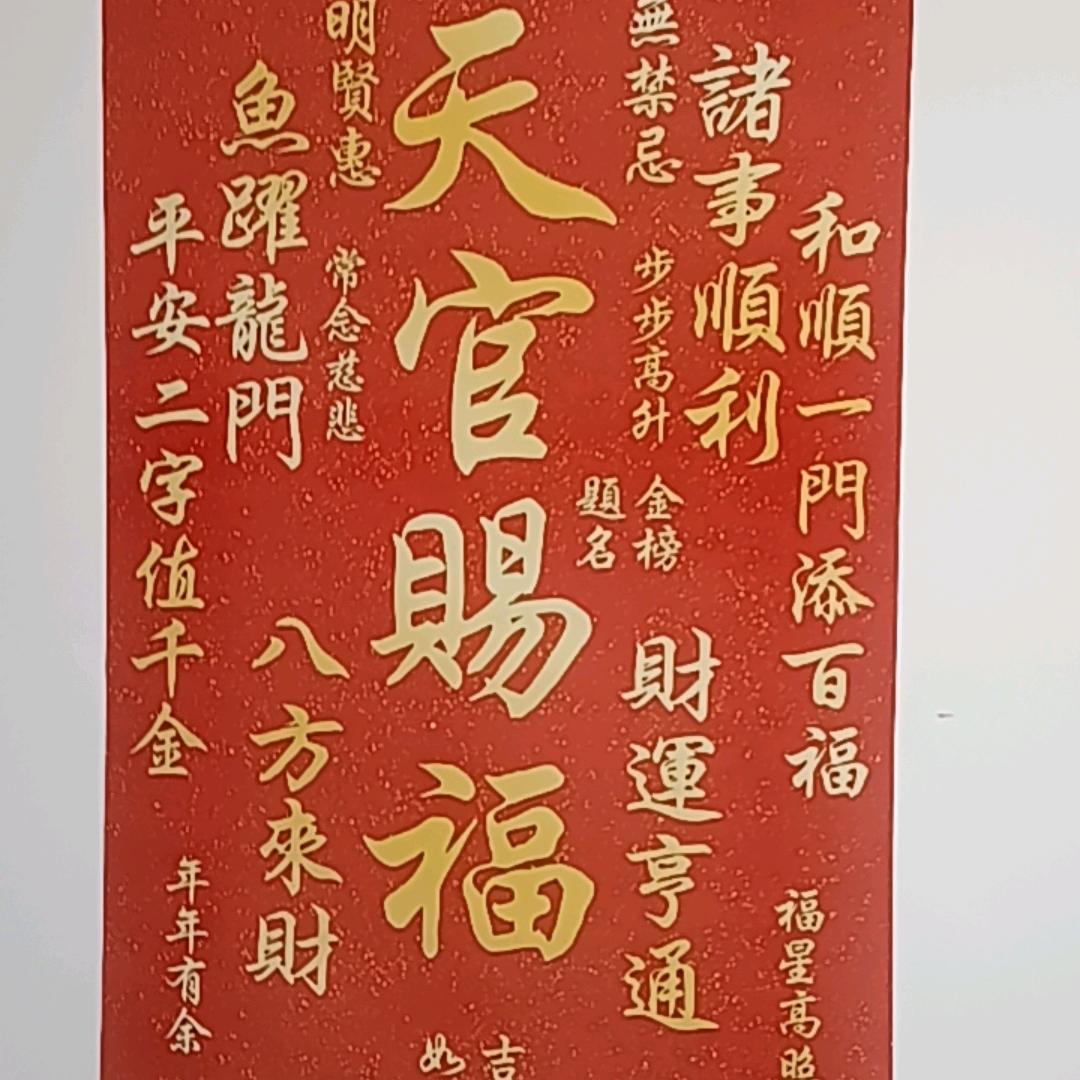 和順一門添百福
諸事順利
無禁忌
步步高升
金榜
題名
財運亨通
福星高照
天官賜福
吉
如
明賢惠
常念慈悲
魚躍龍門
八方來財
平安二字值千金
年年有余